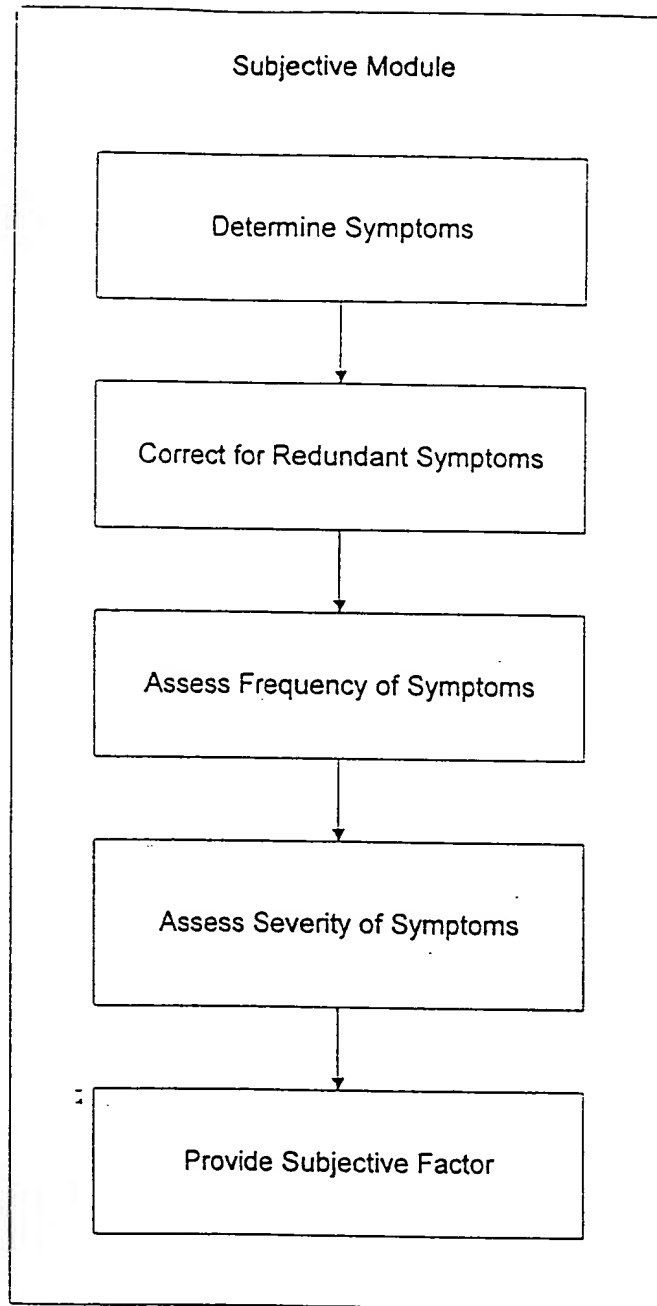 Subjective Module
Determine Symptoms
Correct for Redundant Symptoms
Assess Frequency of Symptoms
Assess Severity of Symptoms
Provide Subjective Factor